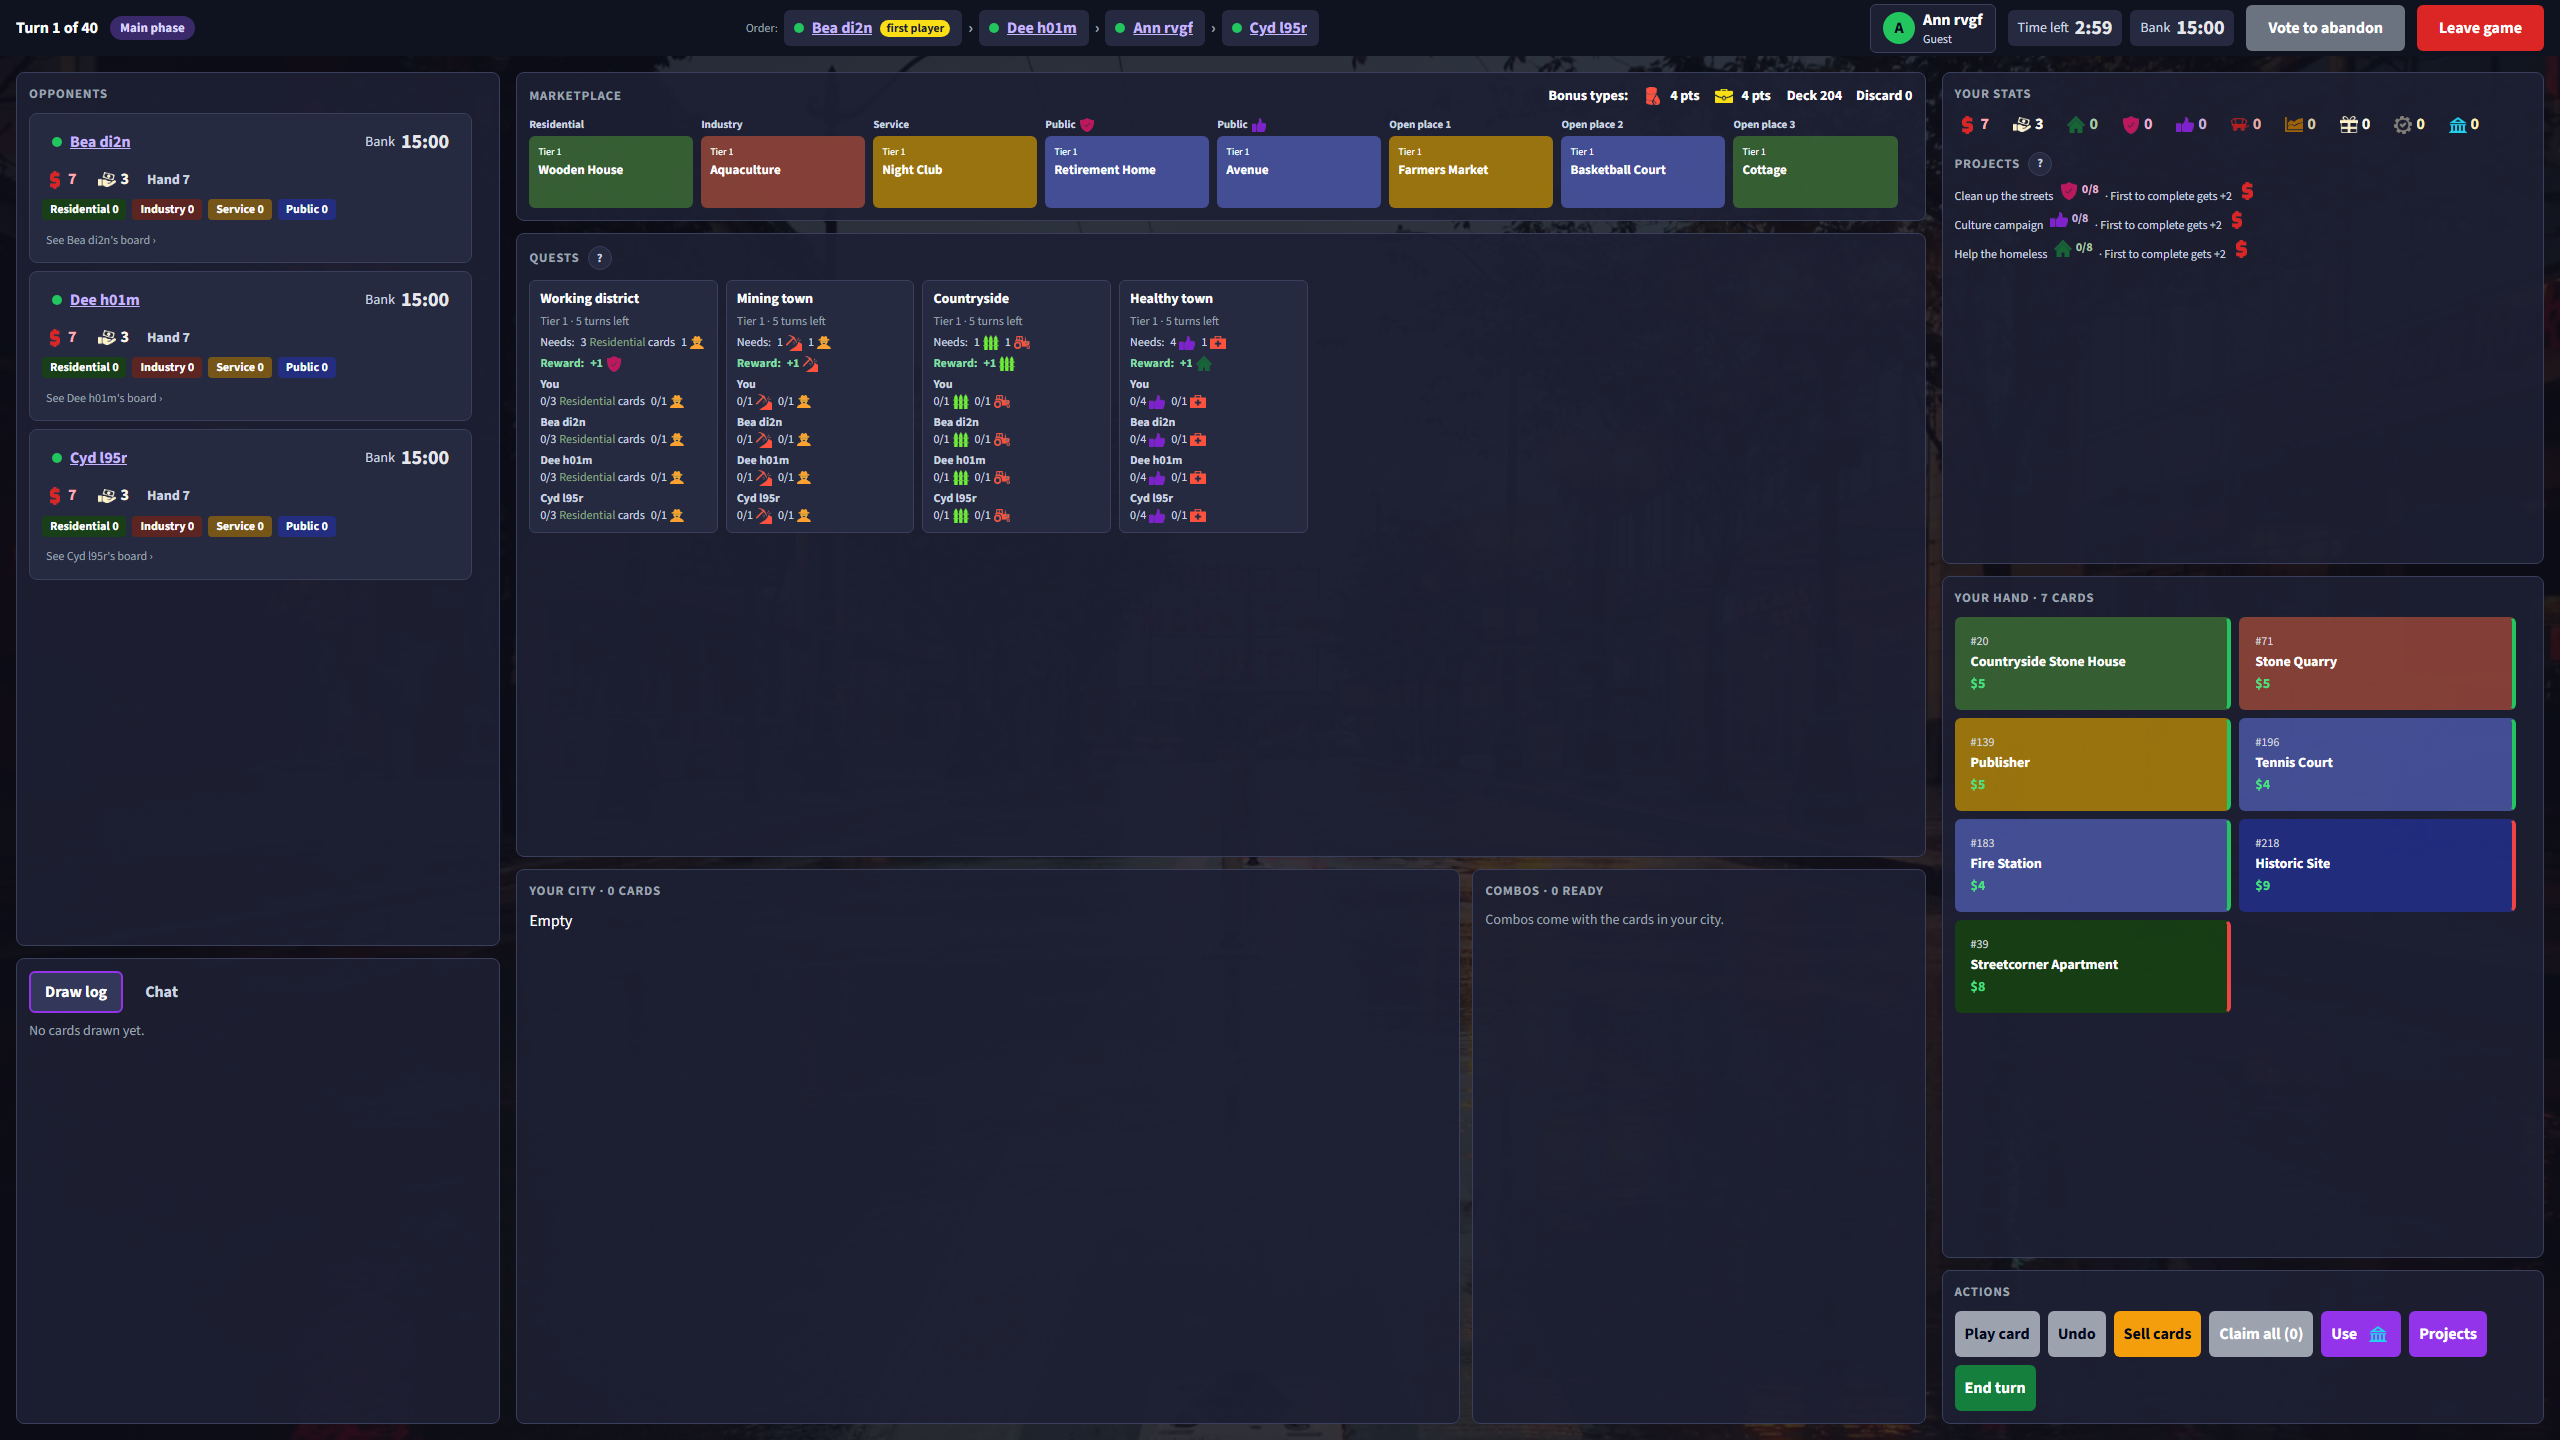 Turn 1 of 40 Main phase
Order: Bea di2n first player › Dee h01m › Ann rvgf › Cyd l95r
A Ann rvgf
Guest
Time left 2:59 Bank 15:00 Vote to abandon Leave game
OPPONENTS
Bea di2n Bank 15:00
7 3 Hand 7
Residential 0 Industry 0 Service 0 Public 0
See Bea di2n's board ›
Dee h01m Bank 15:00
7 3 Hand 7
Residential 0 Industry 0 Service 0 Public 0
See Dee h01m's board ›
Cyd l95r Bank 15:00
7 3 Hand 7
Residential 0 Industry 0 Service 0 Public 0
See Cyd l95r's board ›
Draw log Chat
No cards drawn yet.
MARKETPLACE
Bonus types: 4 pts 4 pts Deck 204 Discard 0
Residential Industry Service Public Public Open place 1 Open place 2 Open place 3
Tier 1 Tier 1 Tier 1 Tier 1 Tier 1 Tier 1 Tier 1 Tier 1
Wooden House Aquaculture Night Club Retirement Home Avenue Farmers Market Basketball Court Cottage
QUESTS ?
Working district
Tier 1 · 5 turns left
Needs: 3 Residential cards 1
Reward: +1
You
0/3 Residential cards 0/1
Bea di2n
0/3 Residential cards 0/1
Dee h01m
0/3 Residential cards 0/1
Cyd l95r
0/3 Residential cards 0/1
Mining town
Tier 1 · 5 turns left
Needs: 1 1
Reward: +1
You
0/1 0/1
Bea di2n
0/1 0/1
Dee h01m
0/1 0/1
Cyd l95r
0/1 0/1
Countryside
Tier 1 · 5 turns left
Needs: 1 1
Reward: +1
You
0/1 0/1
Bea di2n
0/1 0/1
Dee h01m
0/1 0/1
Cyd l95r
0/1 0/1
Healthy town
Tier 1 · 5 turns left
Needs: 4 1
Reward: +1
You
0/4 0/1
Bea di2n
0/4 0/1
Dee h01m
0/4 0/1
Cyd l95r
0/4 0/1
YOUR CITY · 0 CARDS
Empty
COMBOS · 0 READY
Combos come with the cards in your city.
YOUR STATS
7 3 0 0 0 0 0 0 0 0
PROJECTS ?
Clean up the streets 0/8 · First to complete gets +2
Culture campaign 0/8 · First to complete gets +2
Help the homeless 0/8 · First to complete gets +2
YOUR HAND · 7 CARDS
#20
Countryside Stone House
$5
#71
Stone Quarry
$5
#139
Publisher
$5
#196
Tennis Court
$4
#183
Fire Station
$4
#218
Historic Site
$9
#39
Streetcorner Apartment
$8
ACTIONS
Play card Undo Sell cards Claim all (0) Use Projects
End turn